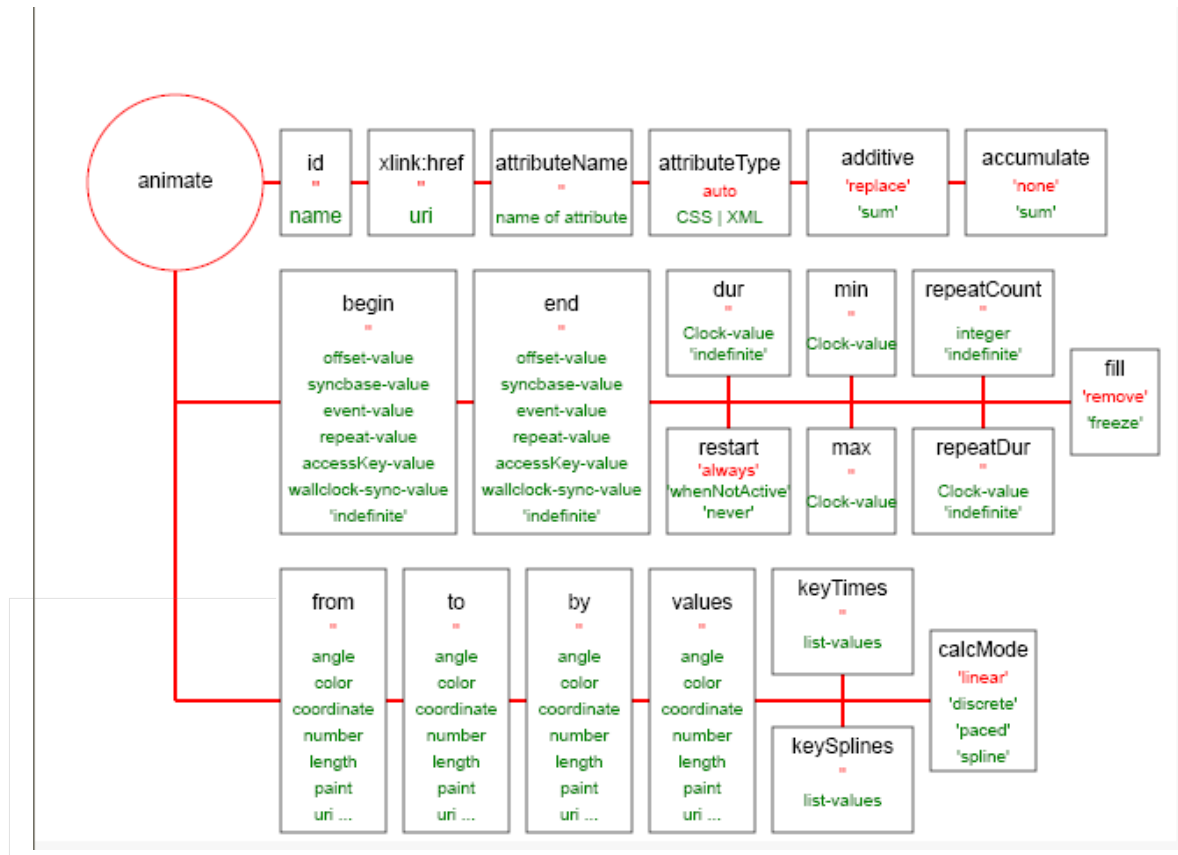 animate
id
"
name
xlink:href
"
uri
attributeName
"
name of attribute
attributeType
auto
CSS | XML
additive
'replace'
'sum'
accumulate
'none'
'sum'
begin
"
offset-value
syncbase-value
event-value
repeat-value
accessKey-value
wallclock-sync-value
'indefinite'
end
"
offset-value
syncbase-value
event-value
repeat-value
accessKey-value
wallclock-sync-value
'indefinite'
dur
"
Clock-value
'indefinite'
min
"
Clock-value
repeatCount
"
integer
'indefinite'
fill
'remove'
'freeze'
restart
'always'
'whenNotActive'
'never'
max
"
Clock-value
repeatDur
"
Clock-value
'indefinite'
from
"
angle
color
coordinate
number
length
paint
uri ...
to
"
angle
color
coordinate
number
length
paint
uri ...
by
"
angle
color
coordinate
number
length
paint
uri ...
values
"
angle
color
coordinate
number
length
paint
uri ...
keyTimes
"
list-values
keySplines
"
list-values
calcMode
'linear'
'discrete'
'paced'
'spline'